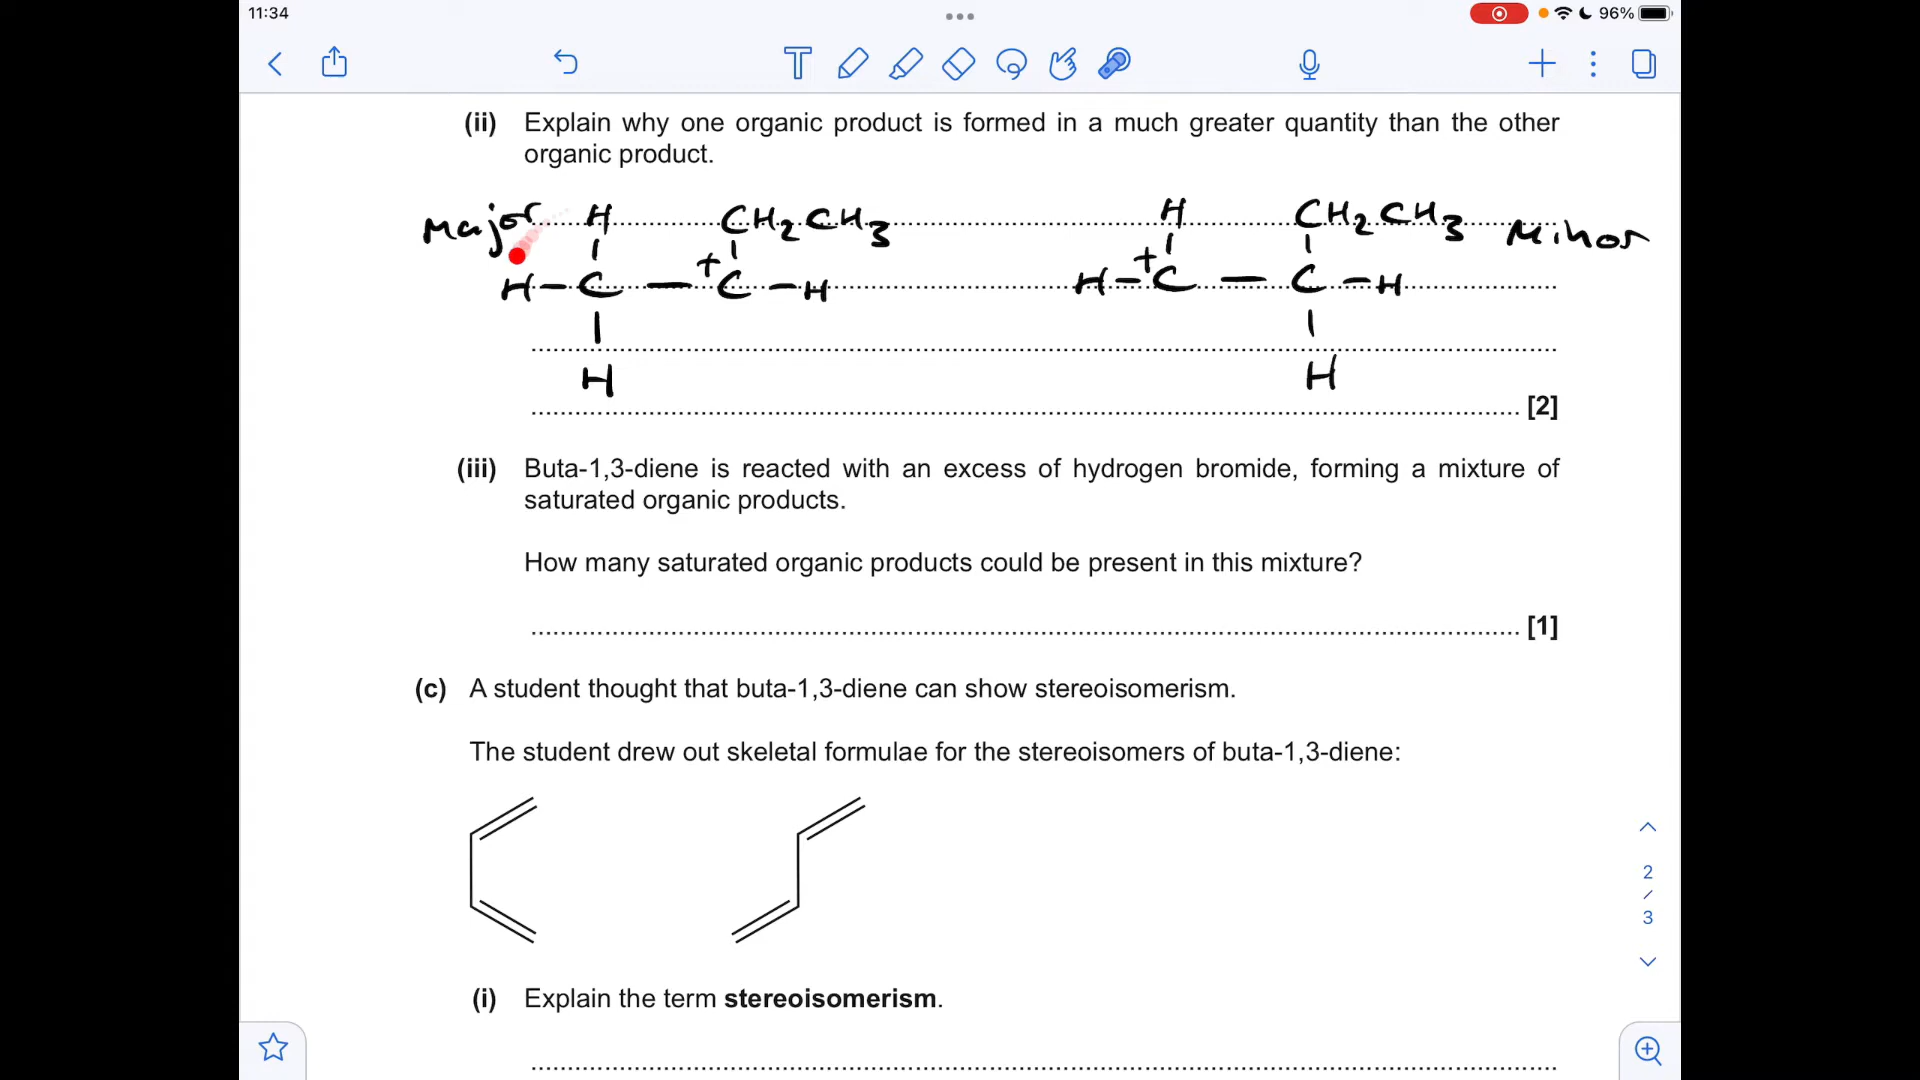 11:34
96%
(ii) Explain why one organic product is formed in a much greater quantity than the other
organic product.
Major H CH2CH3 H CH2CH3 Minor
H - C - +C - H H - +C - C - H
H H
[2]
(iii) Buta-1,3-diene is reacted with an excess of hydrogen bromide, forming a mixture of
saturated organic products.
How many saturated organic products could be present in this mixture?
[1]
(c) A student thought that buta-1,3-diene can show stereoisomerism.
The student drew out skeletal formulae for the stereoisomers of buta-1,3-diene:
2
/
3
(i) Explain the term stereoisomerism.